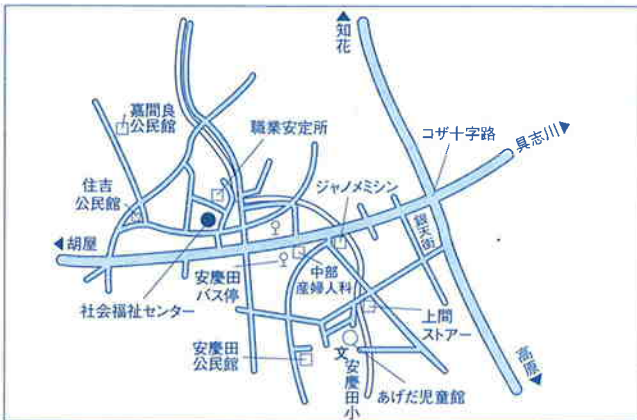 知花
嘉間良
公民館
職業安定所
コザ十字路
具志川
住吉
公民館
ジャノメミシン
胡屋
銀天街
安慶田
バス停
中部
産婦人科
社会福祉センター
上間
ストアー
安慶田
公民館
文
安慶田小
あげだ児童館
高原